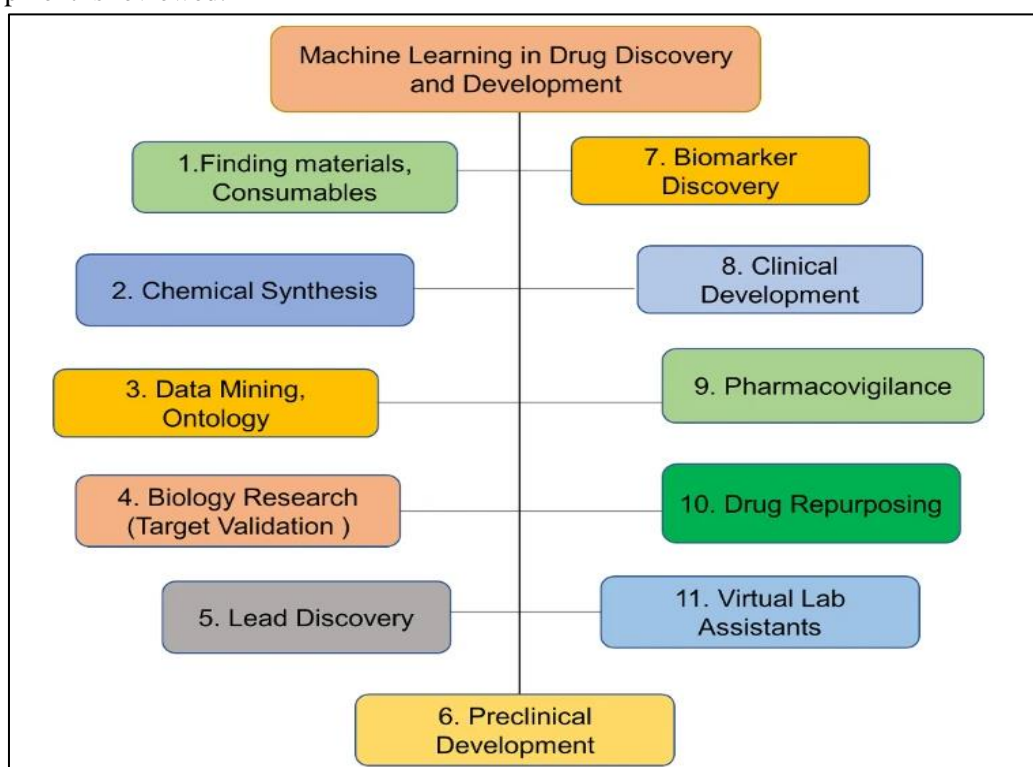 Machine Learning in Drug Discovery
and Development
1.Finding materials,
Consumables
2. Chemical Synthesis
3. Data Mining,
Ontology
4. Biology Research
(Target Validation )
5. Lead Discovery
6. Preclinical
Development
7. Biomarker
Discovery
8. Clinical
Development
9. Pharmacovigilance
10. Drug Repurposing
11. Virtual Lab
Assistants